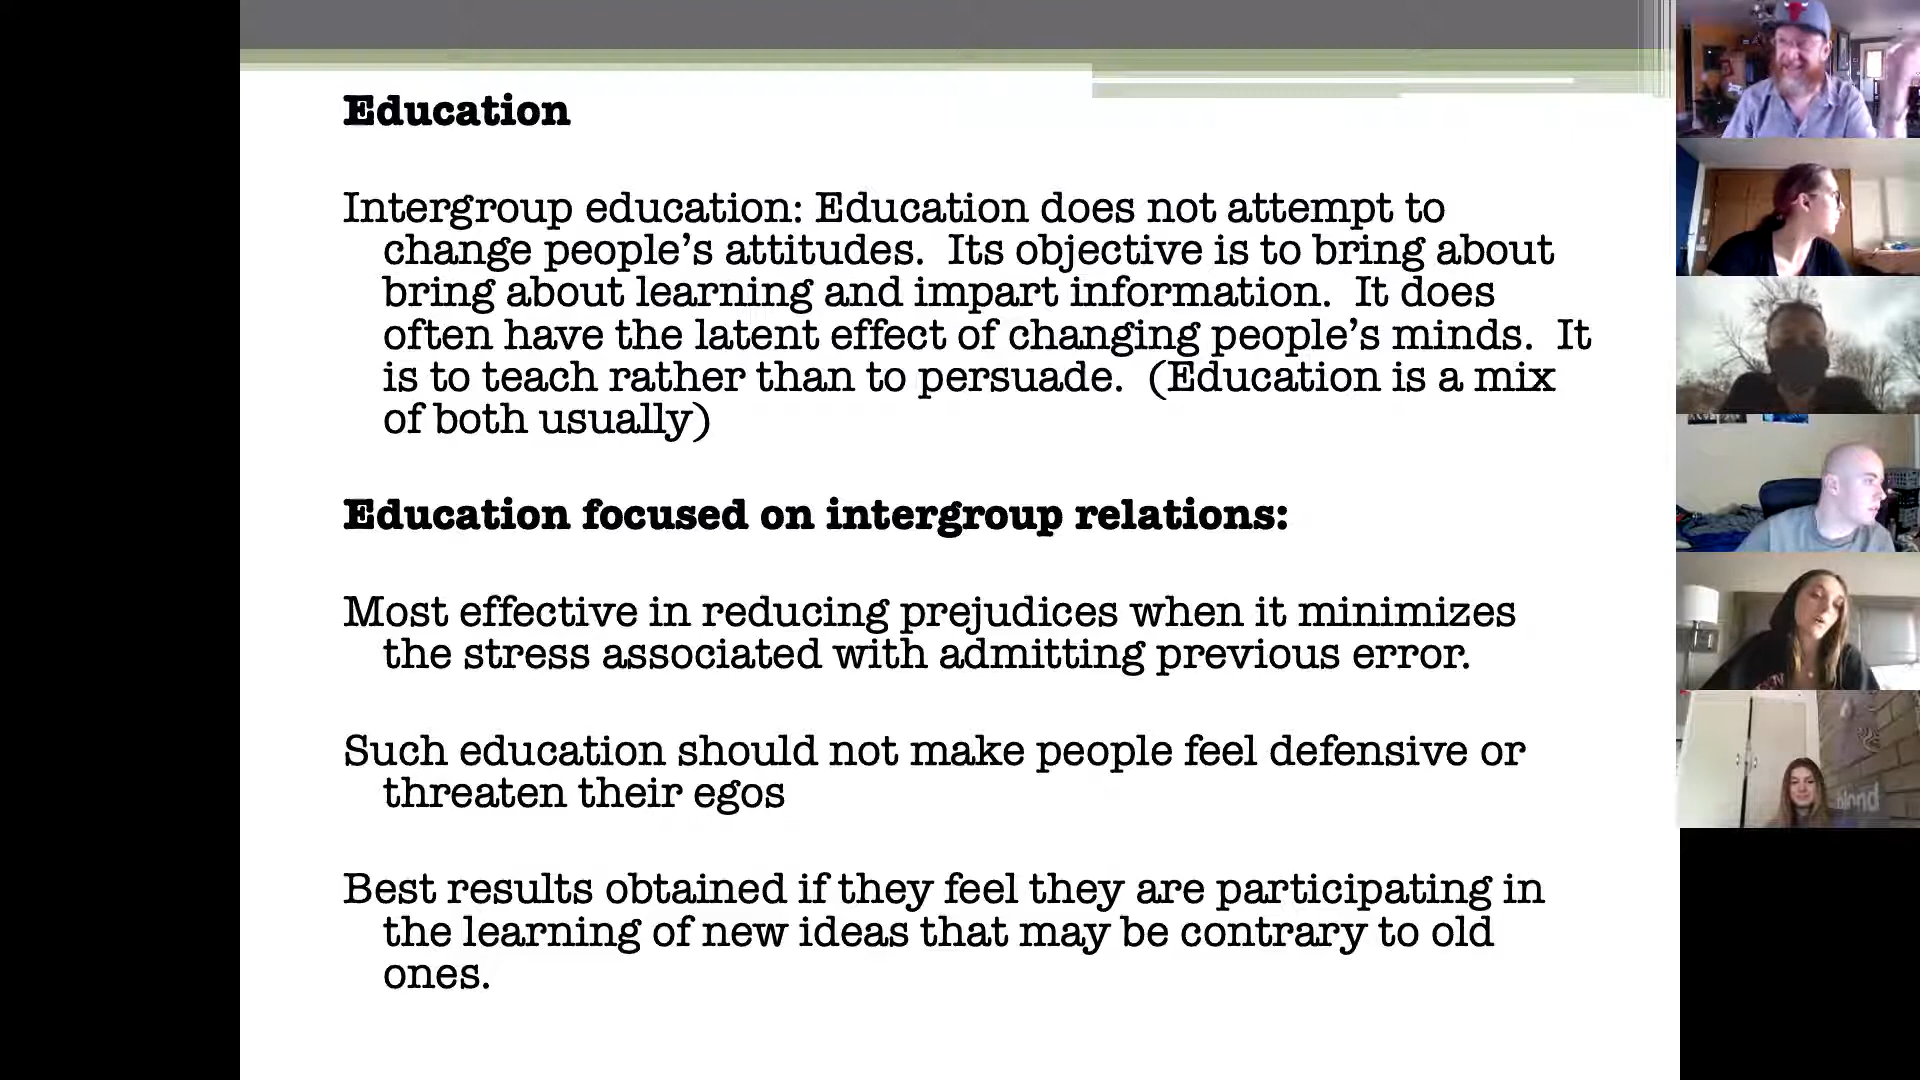 Education
Intergroup education: Education does not attempt to
change people’s attitudes.  Its objective is to bring about
bring about learning and impart information.  It does
often have the latent effect of changing people’s minds.  It
is to teach rather than to persuade.  (Education is a mix
of both usually)
Education focused on intergroup relations:
Most effective in reducing prejudices when it minimizes
the stress associated with admitting previous error.
Such education should not make people feel defensive or
threaten their egos
Best results obtained if they feel they are participating in
the learning of new ideas that may be contrary to old
ones.
blond